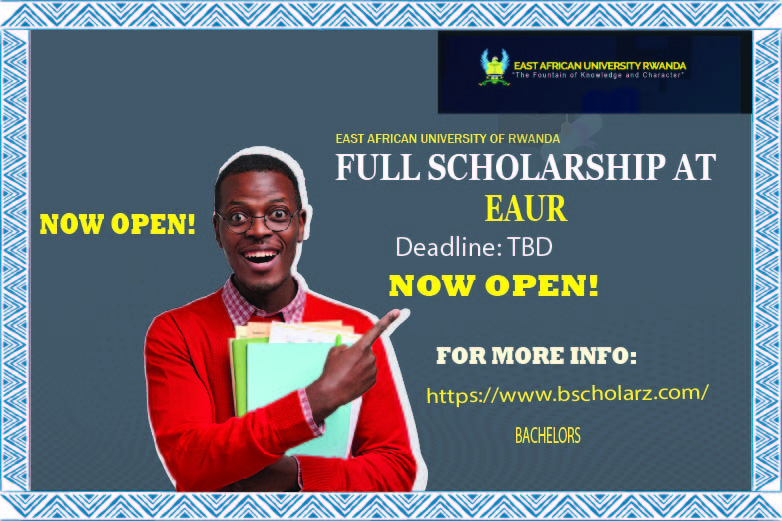 EAST AFRICAN UNIVERSITY RWANDA
"The Fountain of Knowledge and Character"
EAST AFRICAN UNIVERSITY OF RWANDA
FULL SCHOLARSHIP AT
EAUR
NOW OPEN!
Deadline: TBD
NOW OPEN!
FOR MORE INFO:
https://www.bscholarz.com/
BACHELORS